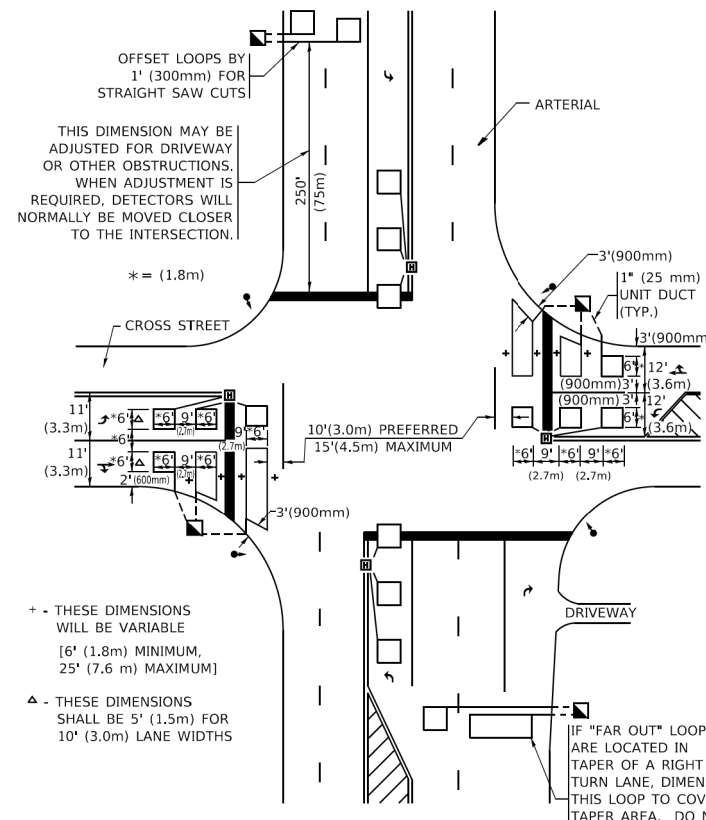 OFFSET LOOPS BY
1' (300mm) FOR
STRAIGHT SAW CUTS
ARTERIAL
THIS DIMENSION MAY BE
ADJUSTED FOR DRIVEWAY
OR OTHER OBSTRUCTIONS.
WHEN ADJUSTMENT IS
REQUIRED, DETECTORS WILL
NORMALLY BE MOVED CLOSER
TO THE INTERSECTION.
250'
(75m)
* = (1.8m)
H
3'(900mm)
1" (25 mm)
UNIT DUCT
(TYP.)
CROSS STREET
3'(900mm
6'*
12'
(3.6m)
(900mm) 3'
(900mm) 3'
12'
6'*
(3.6m)
H
H
11'
(3.3m)
*6'
*6' 9' *6'
(2.7m)
*6'
9' *6'
(2.7m)
11'
(3.3m)
*6'
*6' 9' *6'
(2.7m)
2' (600mm)
10'(3.0m) PREFERRED
15'(4.5m) MAXIMUM
*6' 9' *6' 9' *6'
(2.7m) (2.7m)
3'(900mm)
H
DRIVEWAY
+ - THESE DIMENSIONS
WILL BE VARIABLE
[6' (1.8m) MINIMUM,
25' (7.6 m) MAXIMUM]
Δ - THESE DIMENSIONS
SHALL BE 5' (1.5m) FOR
10' (3.0m) LANE WIDTHS
IF "FAR OUT" LOOP
ARE LOCATED IN
TAPER OF A RIGHT
TURN LANE, DIMEN
THIS LOOP TO COV
TAPER AREA. DO N